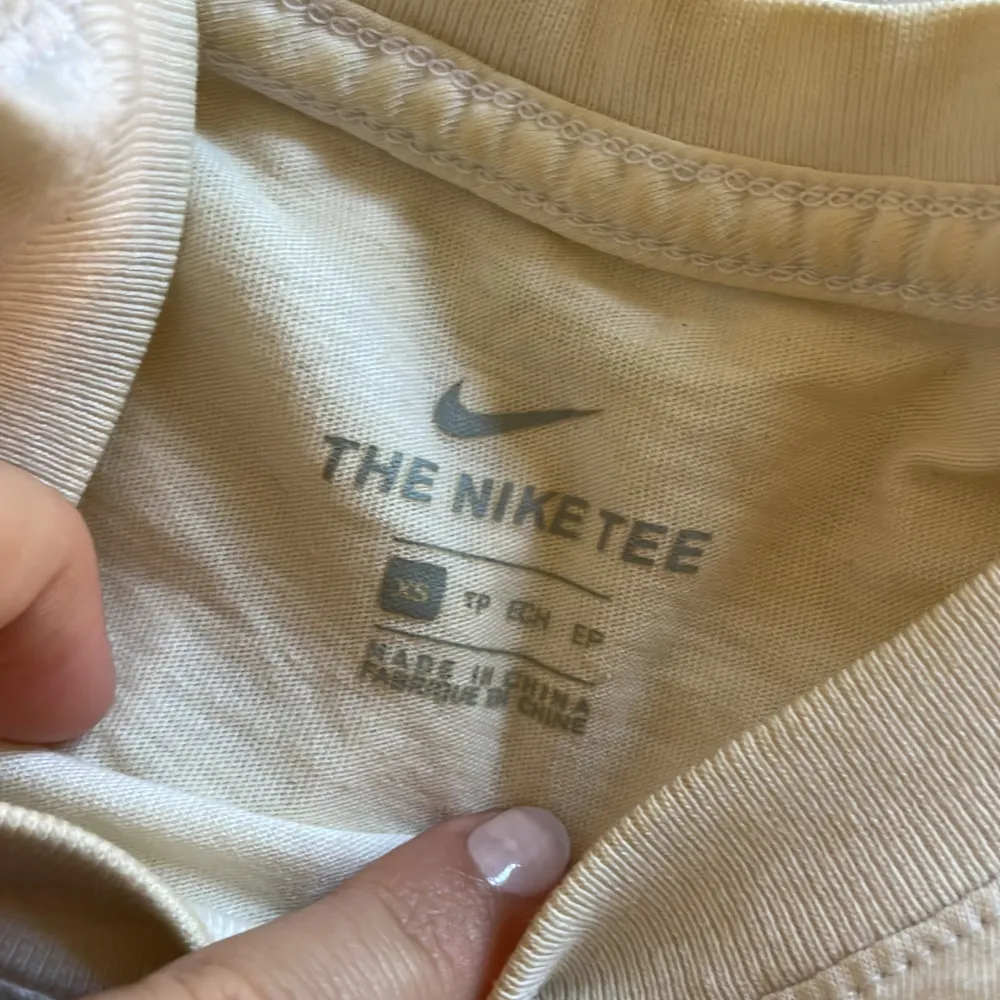 THE NIKE TEE
XS TP ECH EP
MADE IN CHINA
FABRIQUE EN CHINE